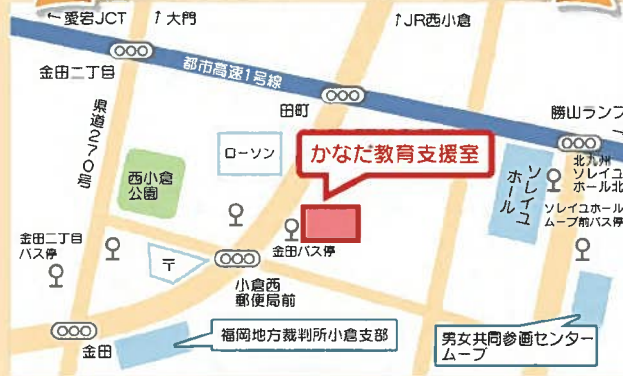 ←愛宕JCT
↑大門
↑JR西小倉
金田二丁目
都市高速1号線
田町
勝山ランプ
県道270号
ローソン
かなだ教育支援室
西小倉
公園
ソレイユ
ホール
北九州
ソレイユ
ホール北
ソレイユホール
ムーブ前バス停
金田二丁目
バス停
〒
金田バス停
小倉西
郵便局前
金田
福岡地方裁判所小倉支部
男女共同参画センター
ムーブ